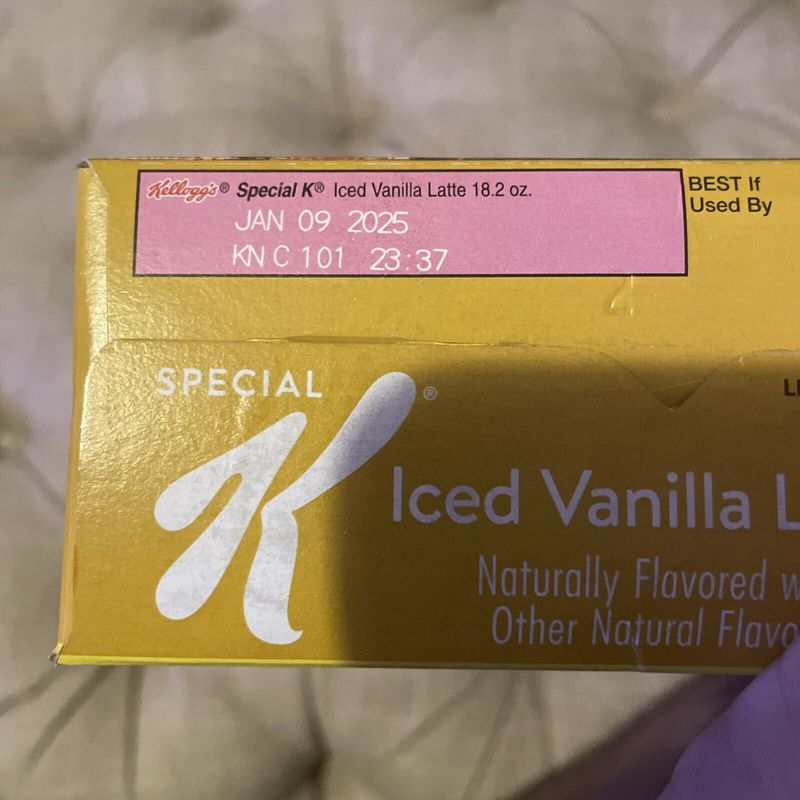 Kellogg's® Special K® Iced Vanilla Latte 18.2 oz.
BEST If
Used By
JAN 09 2025
KN C 101 23:37
SPECIAL
K®
Iced Vanilla L
Naturally Flavored w
Other Natural Flavo